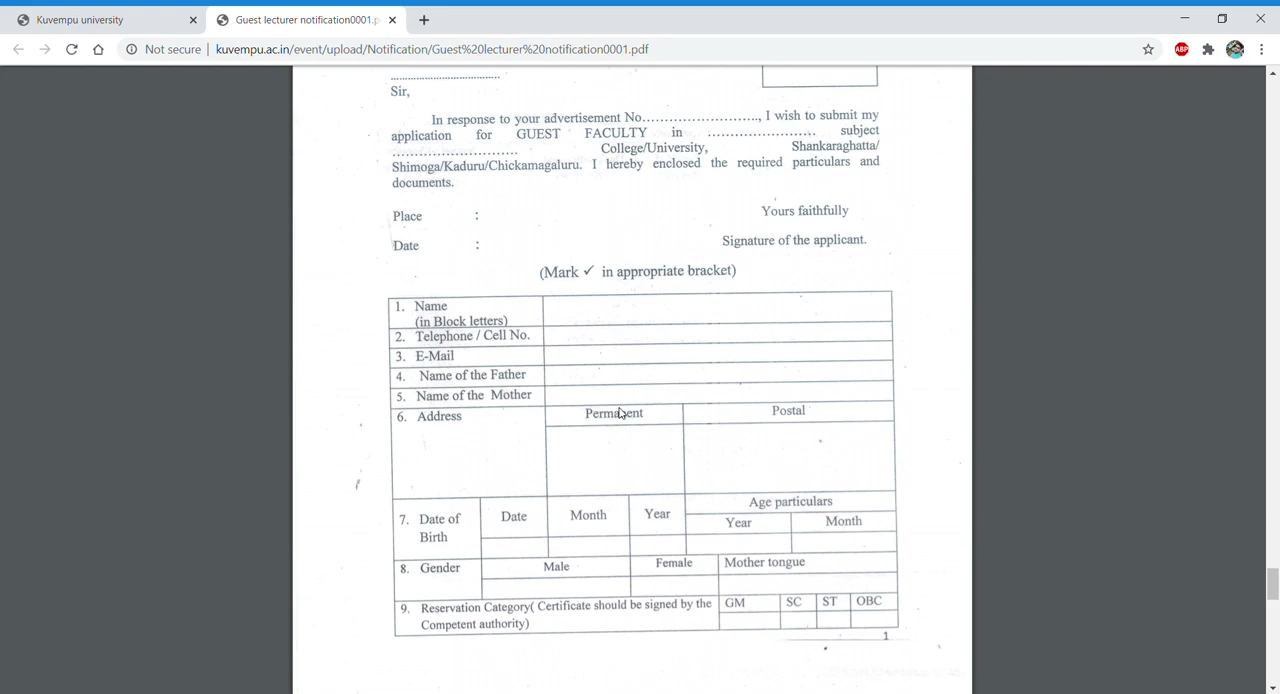 Kuvempu university
Guest lecturer notification0001.p
Not secure | kuvempu.ac.in/event/upload/Notification/Guest%20lecturer%20notification0001.pdf
ABP
Sir,
In response to your advertisement No........................., I wish to submit my
application for GUEST FACULTY in ........................ subject
........................... College/University, Shankaraghatta/
Shimoga/Kaduru/Chickamagaluru. I hereby enclosed the required particulars and
documents.
Place :
Yours faithfully
Date :
Signature of the applicant.
(Mark ✓ in appropriate bracket)
1. Name
(in Block letters)
2. Telephone / Cell No.
3. E-Mail
4. Name of the Father
5. Name of the Mother
6. Address Permanent Postal
7. Date of Birth Date Month Year Age particulars
Year Month
8. Gender Male Female Mother tongue
9. Reservation Category( Certificate should be signed by the GM SC ST OBC
Competent authority)
1